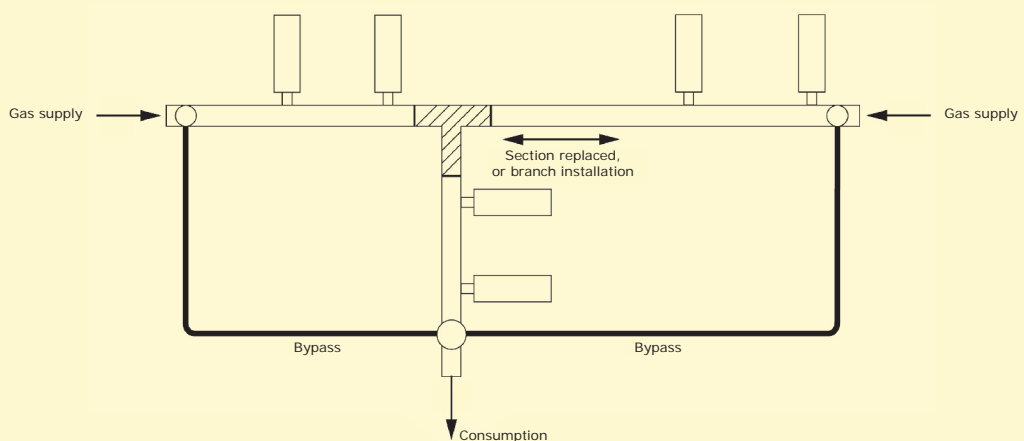 Gas supply
Gas supply
Section replaced,
or branch installation
Bypass
Bypass
Consumption